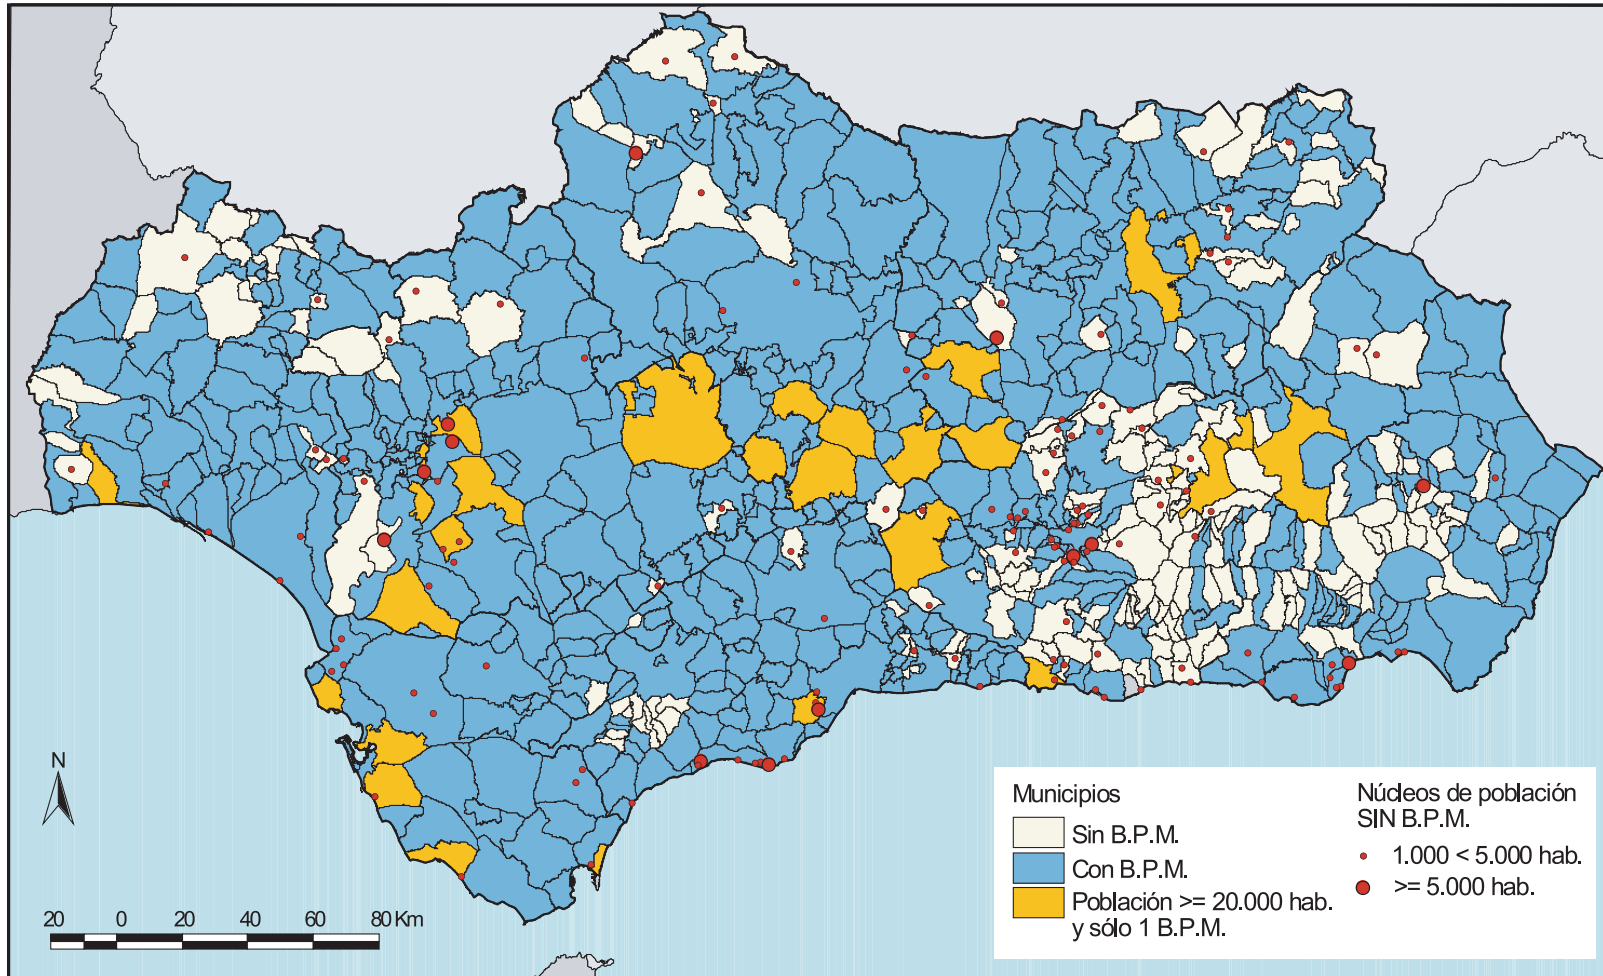 N
20 0 20 40 60 80 Km
Municipios
Sin B.P.M.
Con B.P.M.
Población >= 20.000 hab.
y sólo 1 B.P.M.
Núcleos de población
SIN B.P.M.
1.000 < 5.000 hab.
>= 5.000 hab.